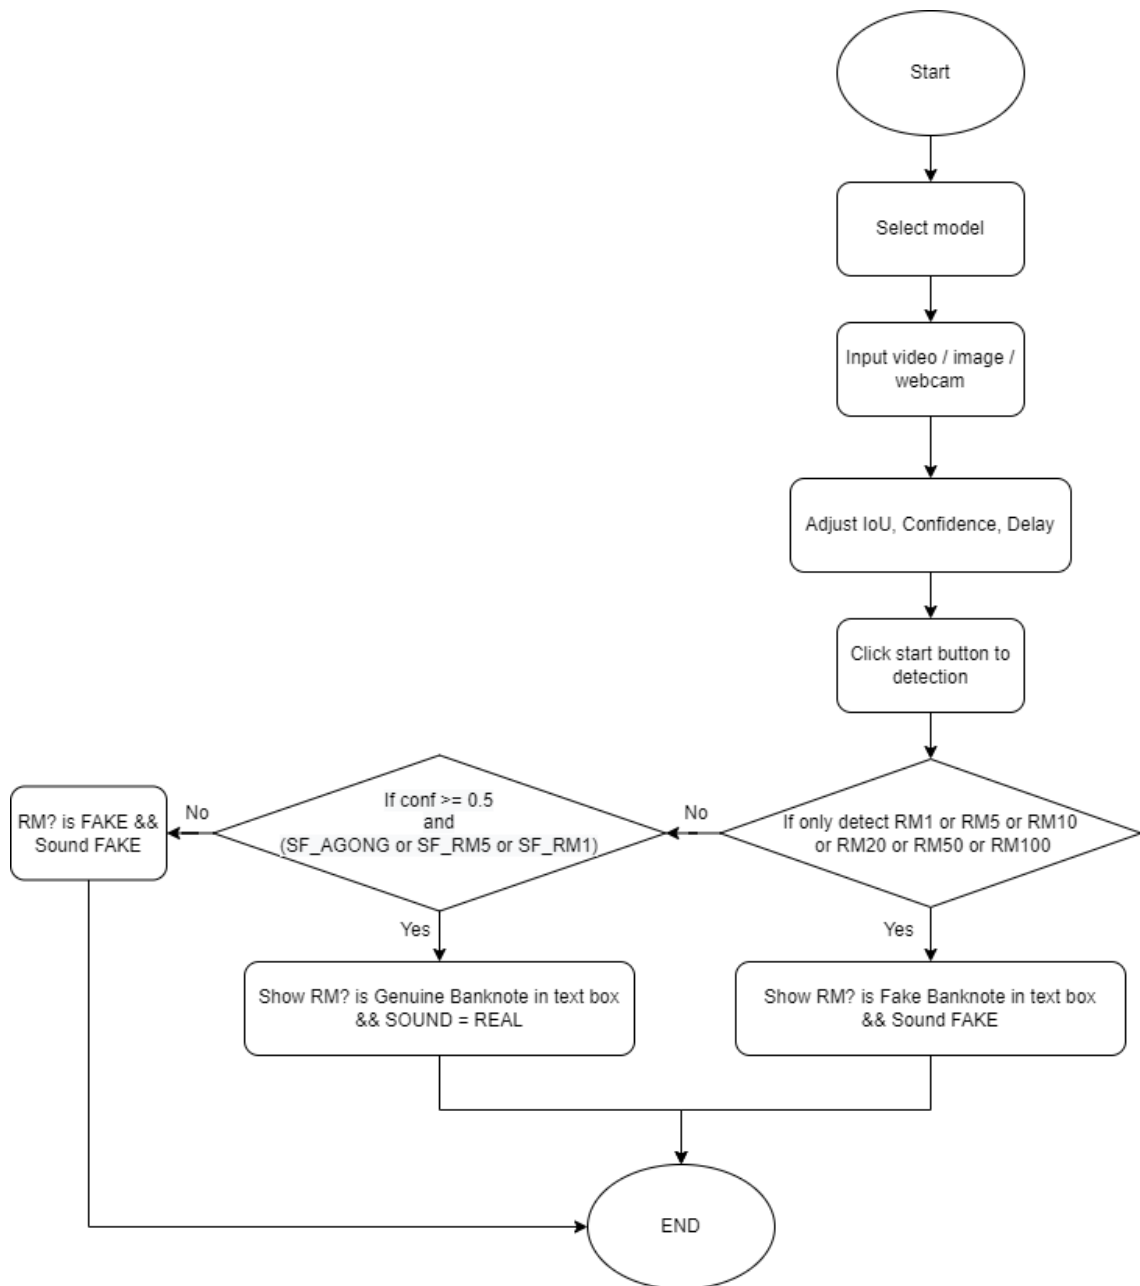 Start
Select model
Input video / image /
webcam
Adjust IoU, Confidence, Delay
Click start button to
detection
If only detect RM1 or RM5 or RM10
or RM20 or RM50 or RM100
No
Yes
If conf >= 0.5
and
(SF_AGONG or SF_RM5 or SF_RM1)
No
Yes
RM? is FAKE &&
Sound FAKE
Show RM? is Genuine Banknote in text box
&& SOUND = REAL
Show RM? is Fake Banknote in text box
&& Sound FAKE
END